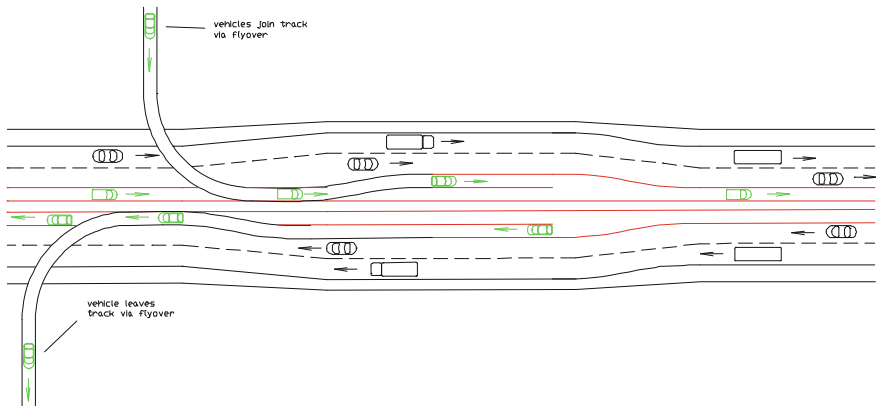 vehicles join track
via flyover
vehicle leaves
track via flyover